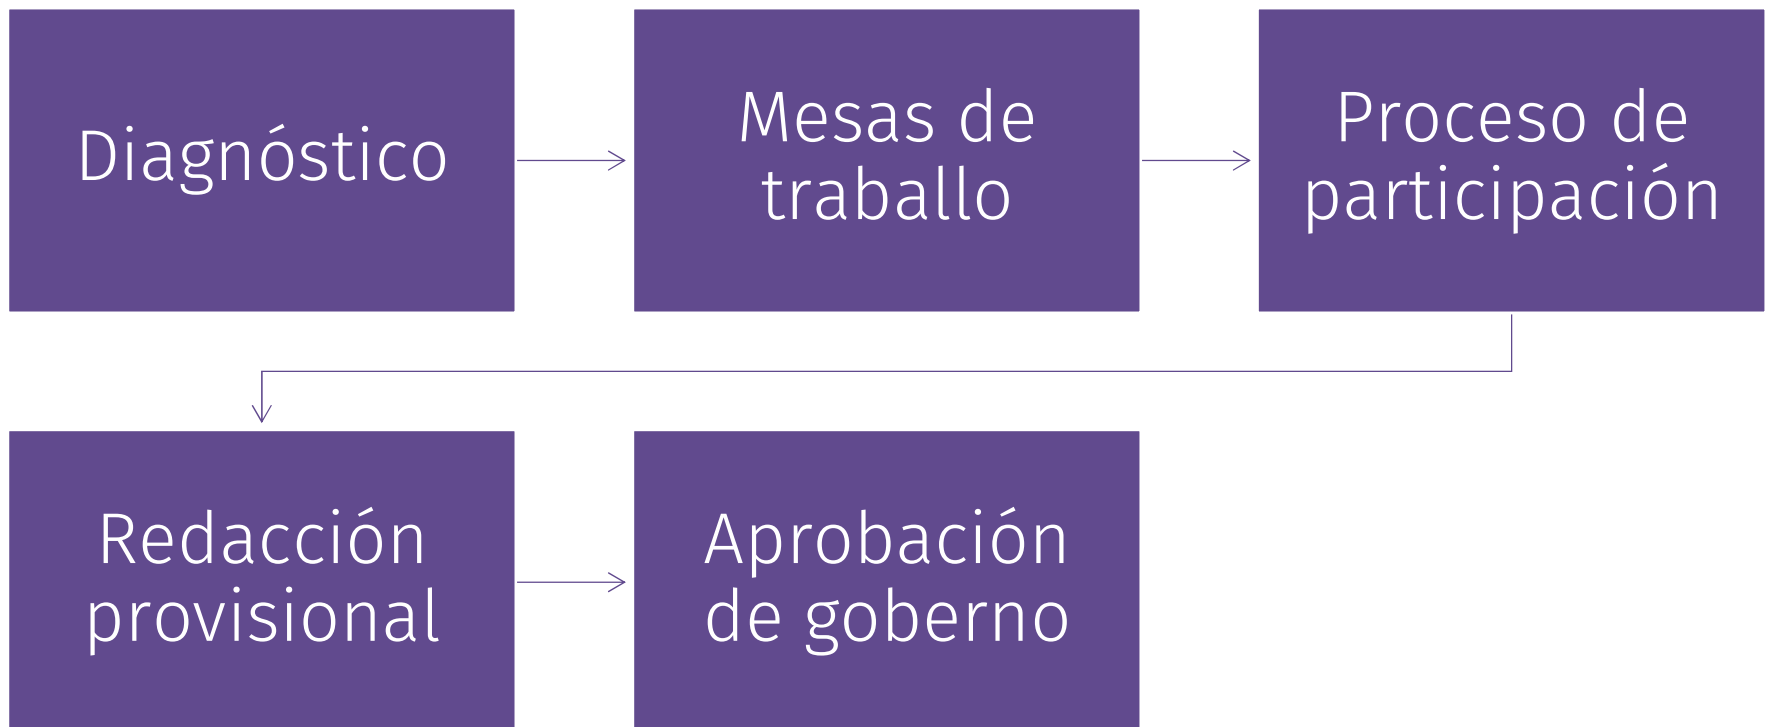 Diagnóstico
Mesas de
traballo
Proceso de
participación
Redacción
provisional
Aprobación
de goberno